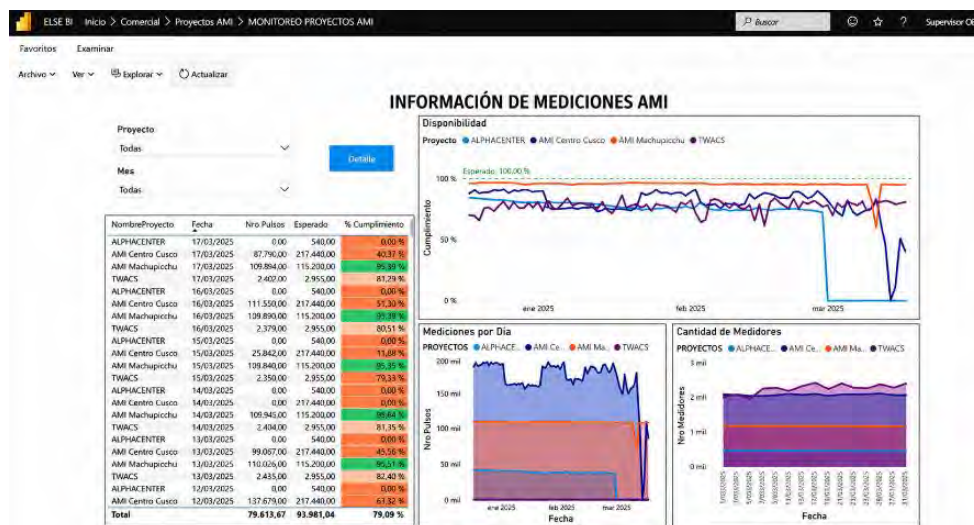 ELSE BI Inicio > Comercial > Proyectos AMI > MONITOREO PROYECTOS AMI
Buscar
Supervisor OE
Favoritos Examinar
Archivo Ver Explorar Actualizar
INFORMACIÓN DE MEDICIONES AMI
Proyecto
Todas
Mes
Todas
Detalle
Disponibilidad
Proyecto ALPHACENTER AMI Centro Cusco AMI Machupicchu TWACS
Esperado: 100,00 %
100 %
50 %
0 %
Cumplimiento
ene 2025 feb 2025 mar 2025
NombreProyecto Fecha Nro Pulsos Esperado % Cumplimiento
ALPHACENTER 17/03/2025 0,00 540,00 0,00 %
AMI Centro Cusco 17/03/2025 87.790,00 217.440,00 40,37 %
AMI Machupicchu 17/03/2025 109.894,00 115.200,00 95,39 %
TWACS 17/03/2025 2.402,00 2.955,00 81,29 %
ALPHACENTER 16/03/2025 0,00 540,00 0,00 %
AMI Centro Cusco 16/03/2025 111.550,00 217.440,00 51,30 %
AMI Machupicchu 16/03/2025 109.890,00 115.200,00 95,39 %
TWACS 16/03/2025 2.379,00 2.955,00 80,51 %
ALPHACENTER 15/03/2025 0,00 540,00 0,00 %
AMI Centro Cusco 15/03/2025 25.842,00 217.440,00 11,88 %
AMI Machupicchu 15/03/2025 109.840,00 115.200,00 95,35 %
TWACS 15/03/2025 2.350,00 2.955,00 79,33 %
ALPHACENTER 14/03/2025 0,00 540,00 0,00 %
AMI Centro Cusco 14/03/2025 0,00 217.440,00 0,00 %
AMI Machupicchu 14/03/2025 109.945,00 115.200,00
TWACS 14/03/2025 2.404,00 2.955,00 81,35 %
ALPHACENTER 13/03/2025 0,00 540,00 0,00 %
AMI Centro Cusco 13/03/2025 99.067,00 217.440,00 45,56 %
AMI Machupicchu 13/03/2025 110.026,00 115.200,00 95,51 %
TWACS 13/03/2025 2.435,00 2.955,00 82,40 %
ALPHACENTER 12/03/2025 0,00 540,00 0,00 %
AMI Centro Cusco 12/03/2025 137.679,00 217.440,00 63,32 %
Total 79.613,67 93.981,04 79,09 %
Mediciones por Día
PROYECTOS ALPHACE... AMI Ce... AMI Ma... TWACS
200 mil
150 mil
100 mil
50 mil
0 mil
Nro Pulsos
ene 2025 feb 2025 mar 2025
Fecha
Cantidad de Medidores
PROYECTOS ALPHACE... AMI Ce... AMI Ma... TWACS
3 mil
2 mil
1 mil
0 mil
Nro Medidores
Fecha